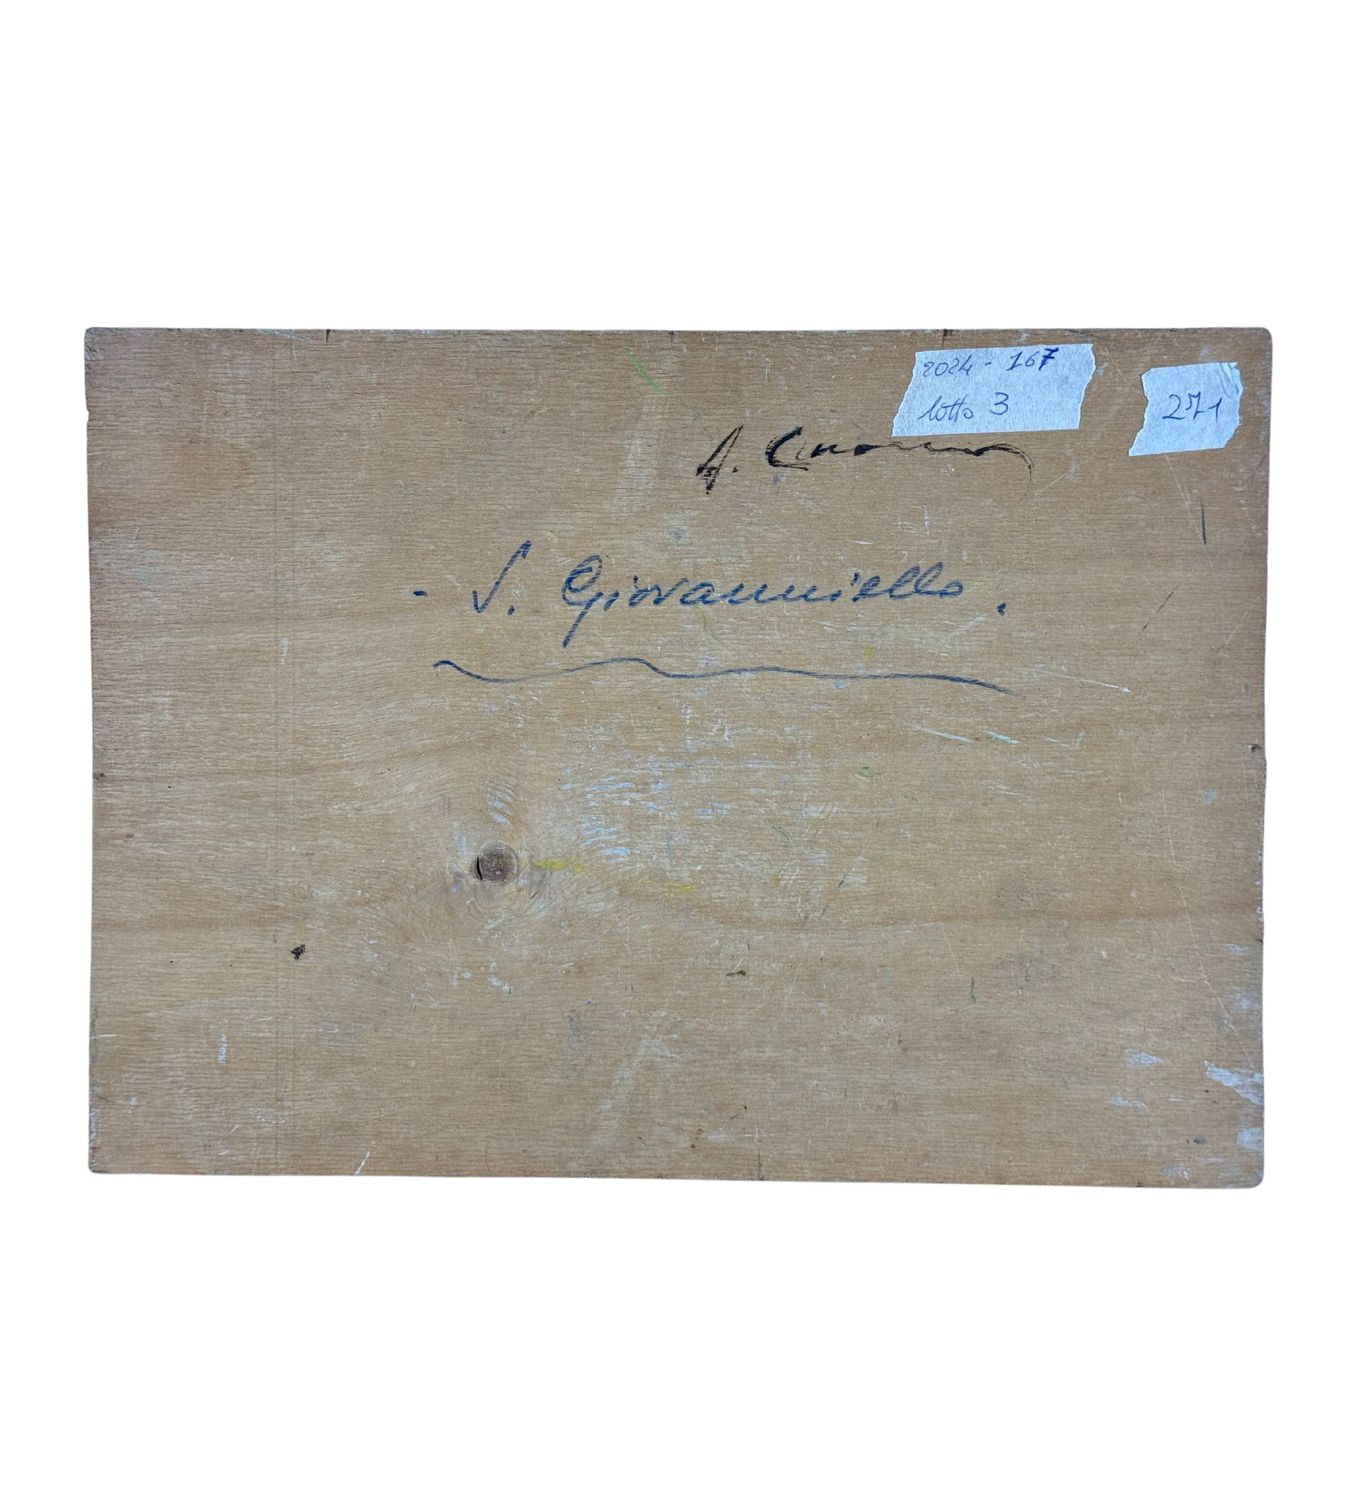 2024 - 167
lotto 3
271
A.
- S. Giovanniello.